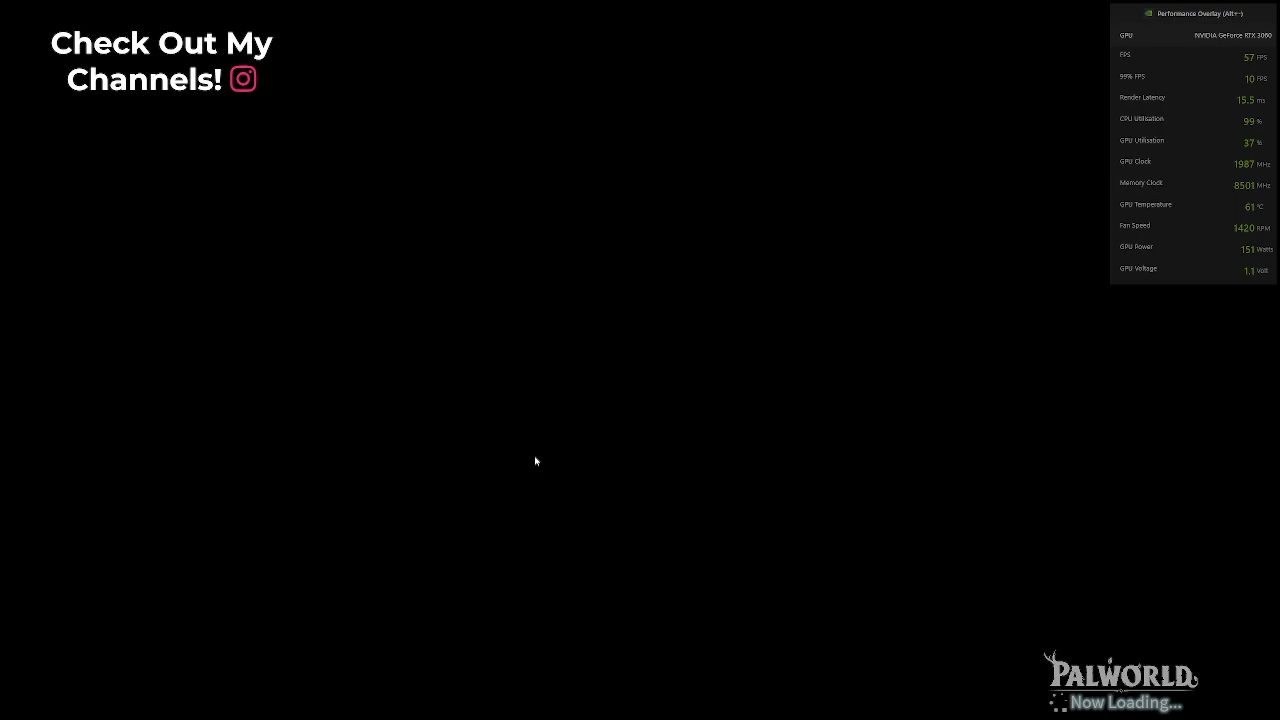 Check Out My
Channels!
Performance Overlay (Alt+-)
GPU NVIDIA GeForce RTX 3060
FPS 57 FPS
99% FPS 10 FPS
Render Latency 15.5 ms
CPU Utilisation 99 %
GPU Utilisation 37 %
GPU Clock 1987 MHz
Memory Clock 8501 MHz
GPU Temperature 61 °C
Fan Speed 1420 RPM
GPU Power 151 Watts
GPU Voltage 1.1 Volt
PALWORLD
Now Loading...